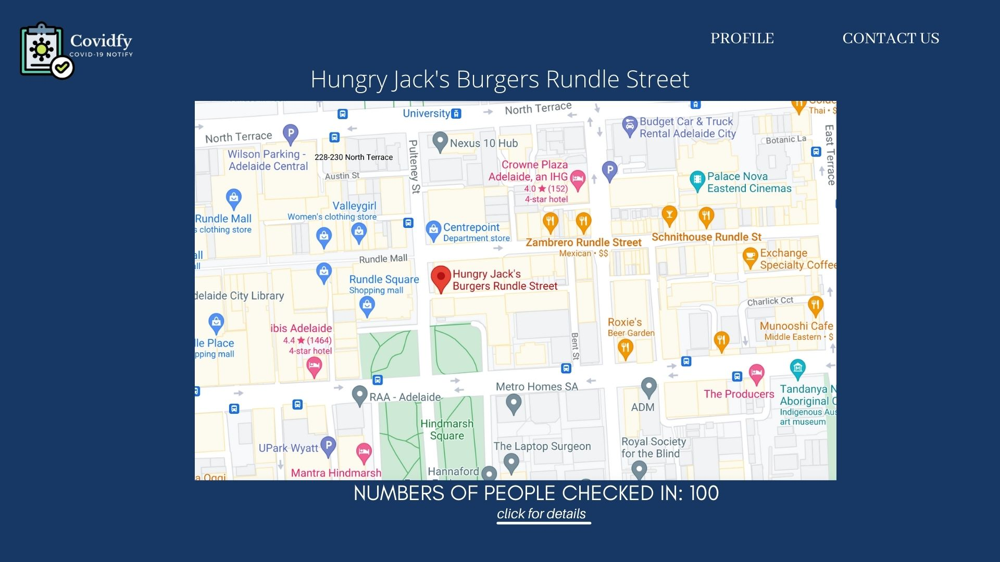 Covidfy
COVID-19 NOTIFY
PROFILE
CONTACT US
Hungry Jack's Burgers Rundle Street
University
North Terrace
Thai • $
Budget Car & Truck
Rental Adelaide City
East Terrace
North Terrace
Nexus 10 Hub
Botanic La
Pulteney St
Wilson Parking -
Adelaide Central
228-230 North Terrace
Austin St
Crowne Plaza
Adelaide, an IHG
4.0 ★ (152)
4-star hotel
Palace Nova
Eastend Cinemas
Rundle Mall
s clothing store
Valleygirl
Women's clothing store
Centrepoint
Department store
Zambrero Rundle Street
Mexican • $$
Schnithouse Rundle St
all
all
Rundle Mall
Exchange
Specialty Coffee
Rundle Square
Shopping mall
Hungry Jack's
Burgers Rundle Street
delaide City Library
Charlick Cct
ibis Adelaide
4.4 ★ (1464)
4-star hotel
Roxie's
Beer Garden
Munooshi Cafe
Middle Eastern • $
lle Place
pping mall
Bent St
Metro Homes SA
RAA - Adelaide
ADM
The Producers
Tandanya N
Aboriginal C
Indigenous Aus
art museum
Hindmarsh
Square
UPark Wyatt
The Laptop Surgeon
Royal Society
for the Blind
Mantra Hindmarsh
Hannaford
a Oggi
NUMBERS OF PEOPLE CHECKED IN: 100
click for details